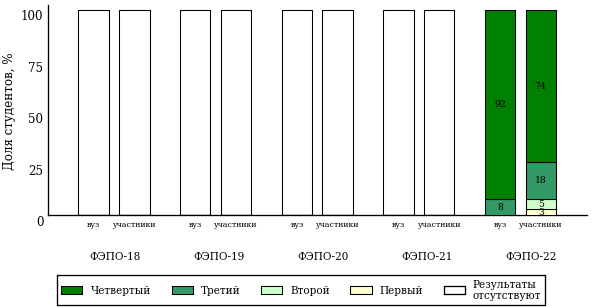 Доля студентов, %
100
75
50
25
0
92
8
74
18
5
3
вуз участники вуз участники вуз участники вуз участники вуз участники
ФЭПО-18 ФЭПО-19 ФЭПО-20 ФЭПО-21 ФЭПО-22
Четвертый Третий Второй Первый Результаты
отсутствуют